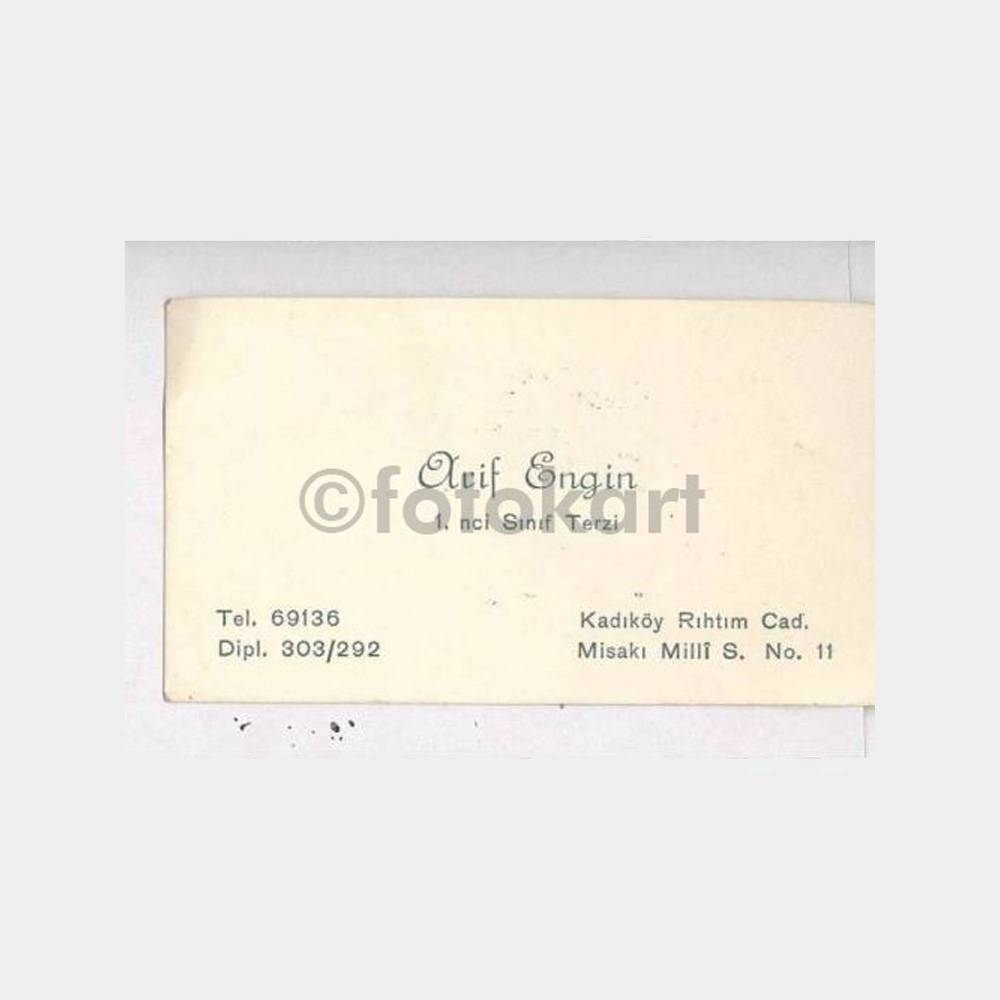 Arif Engin
©fotokart
1. nci Sınıf Terzi
Tel. 69136
Dipl. 303/292
Kadıköy Rıhtım Cad.
Misakı Millî S. No. 11